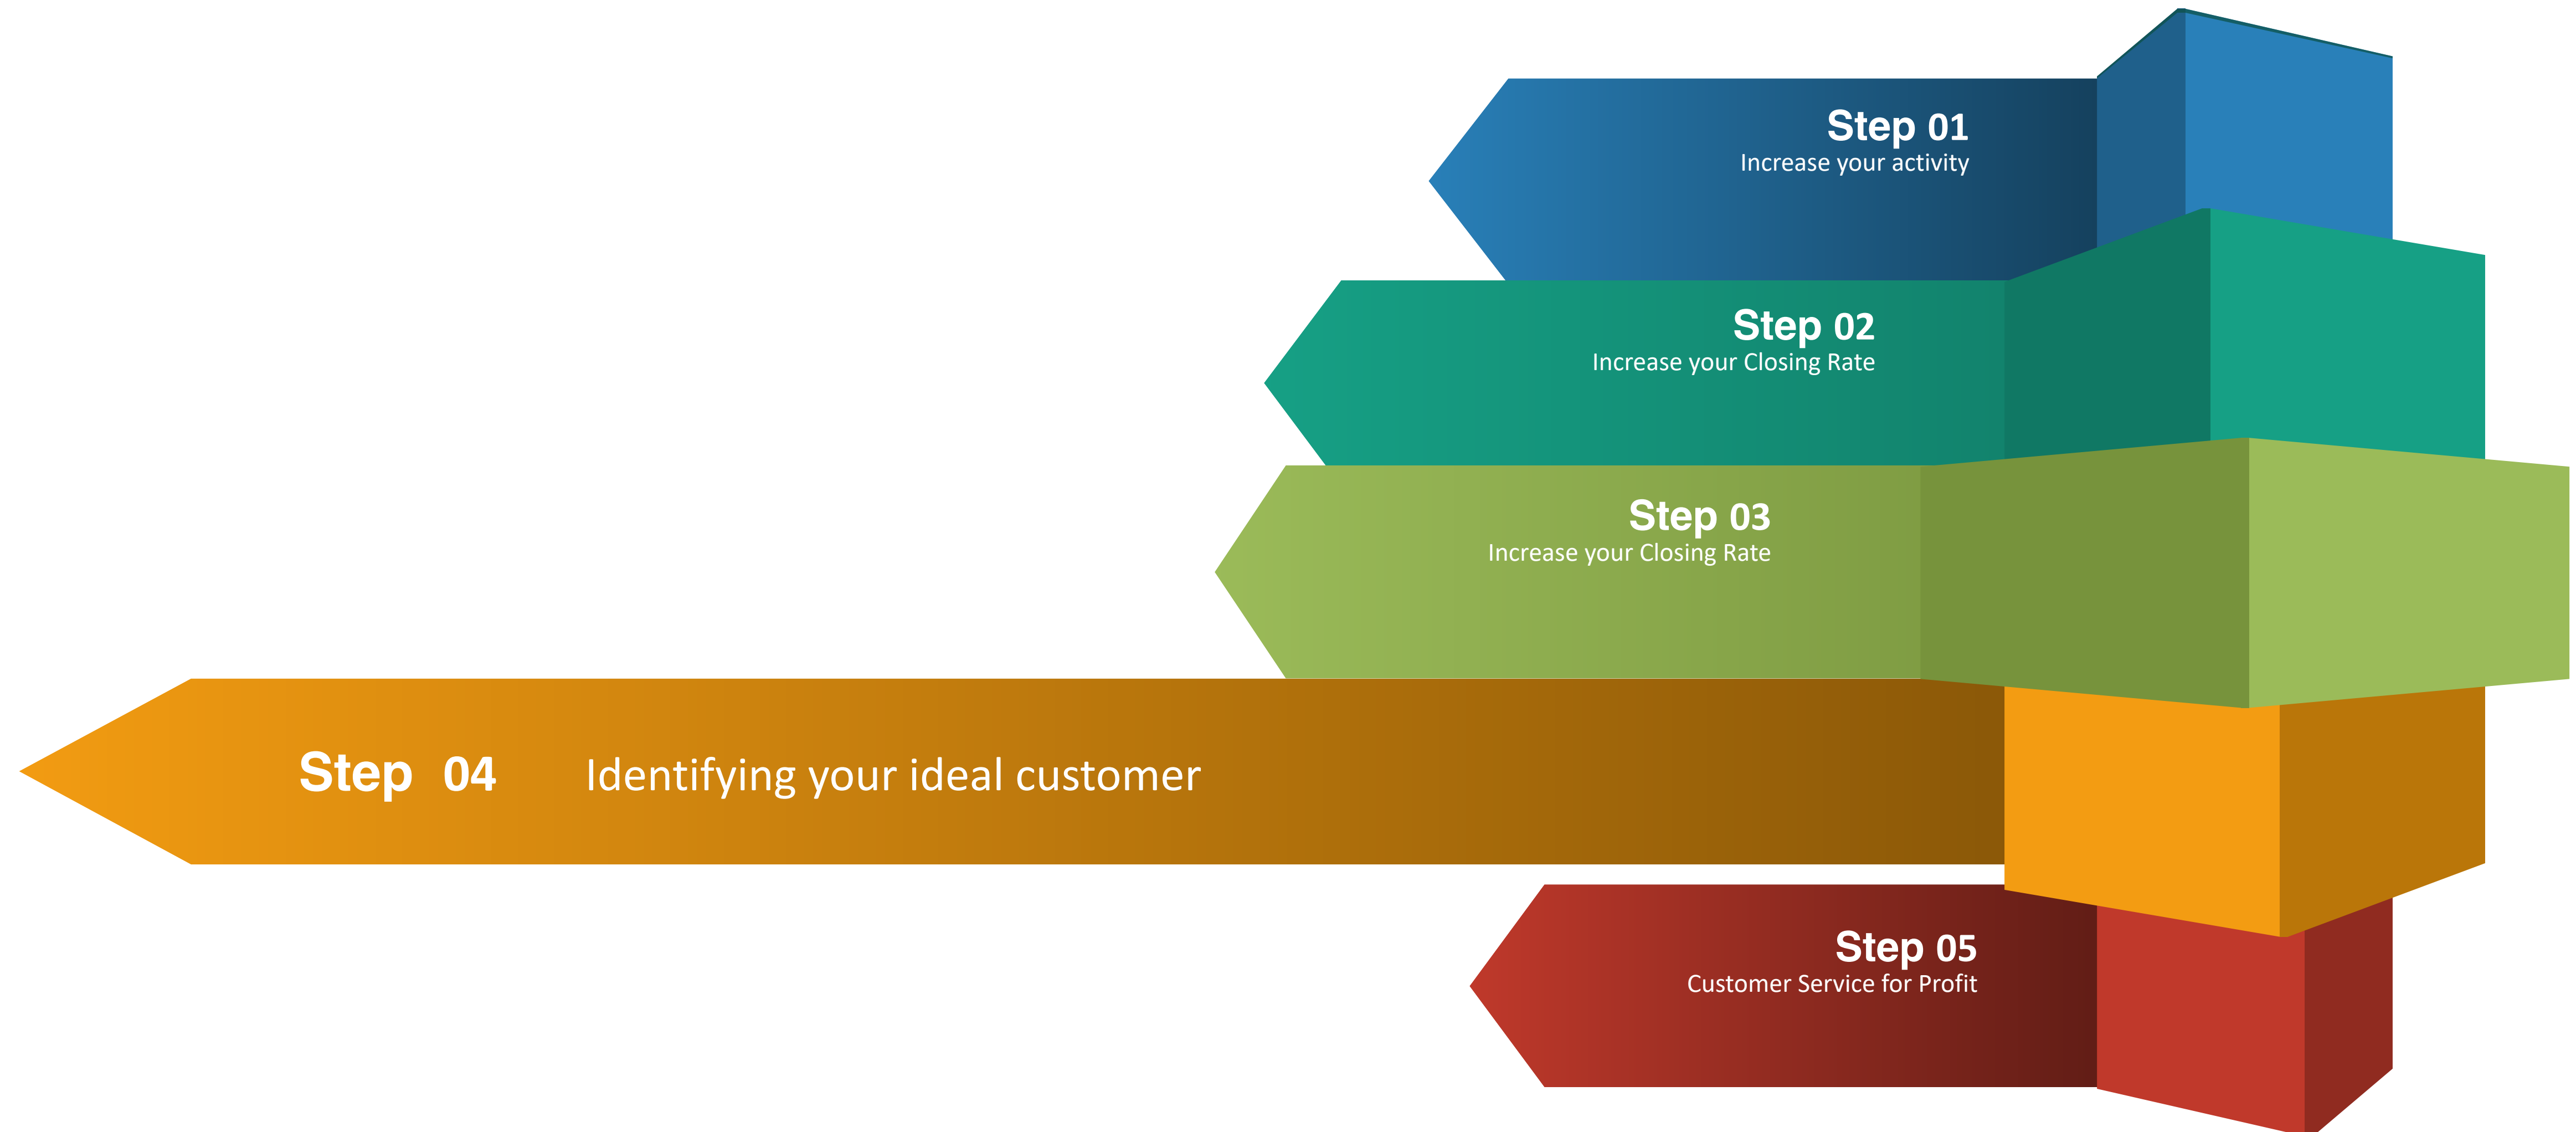 Step 01
Increase your activity
Step 02
Increase your Closing Rate
Step 03
Increase your Closing Rate
Step 04 Identifying your ideal customer
Step 05
Customer Service for Profit